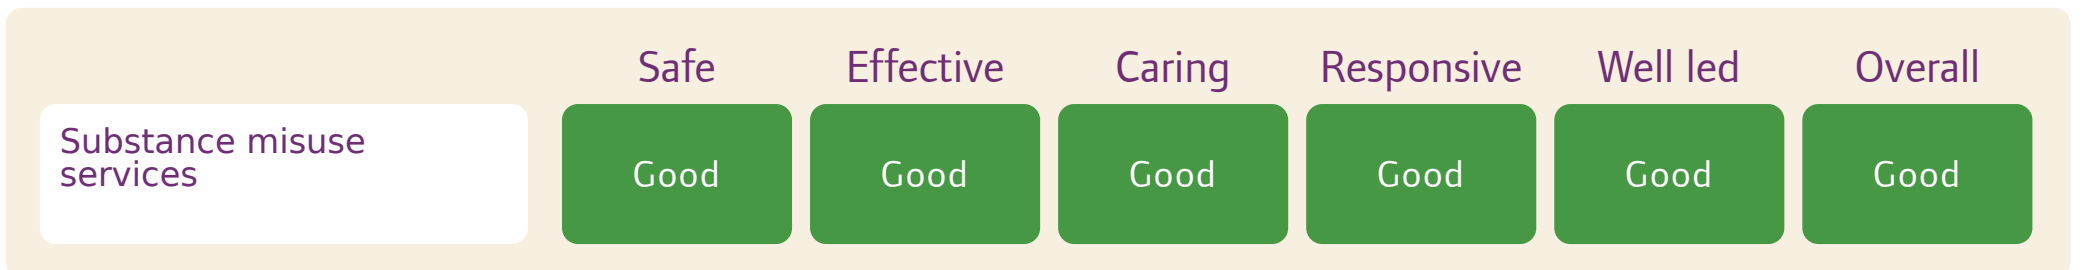 Safe Effective Caring Responsive Well led Overall
Substance misuse
services
Good Good Good Good Good Good